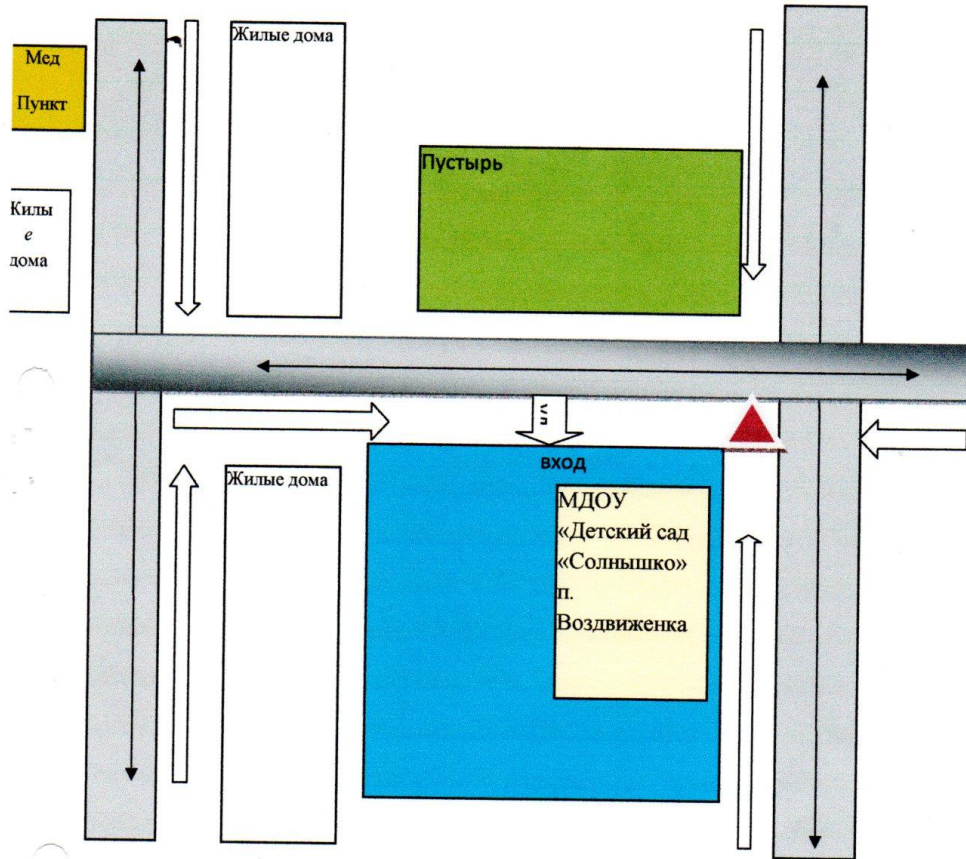 Мед
Пункт
Жилые дома
Пустырь
Килы
е
дома
Жилые дома
вход
МДОУ
«Детский сад
«Солнышко»
п.
Воздвиженка